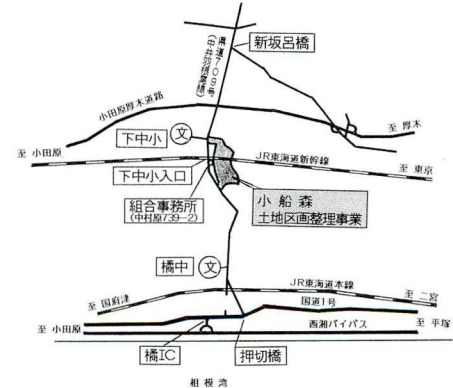 新坂呂橋
県道709号
(中井羽根尾線)
小田原厚木道路
至 厚木
下中小
文
至 小田原
JR東海道新幹線
至 東京
下中小入口
組合事務所
(中村原739-2)
小船森
土地区画整理事業
橘中
文
JR東海道本線
至 国府津
国道1号
至 二宮
至 小田原
西湘バイパス
至 平塚
橘IC
押切橋
相模湾